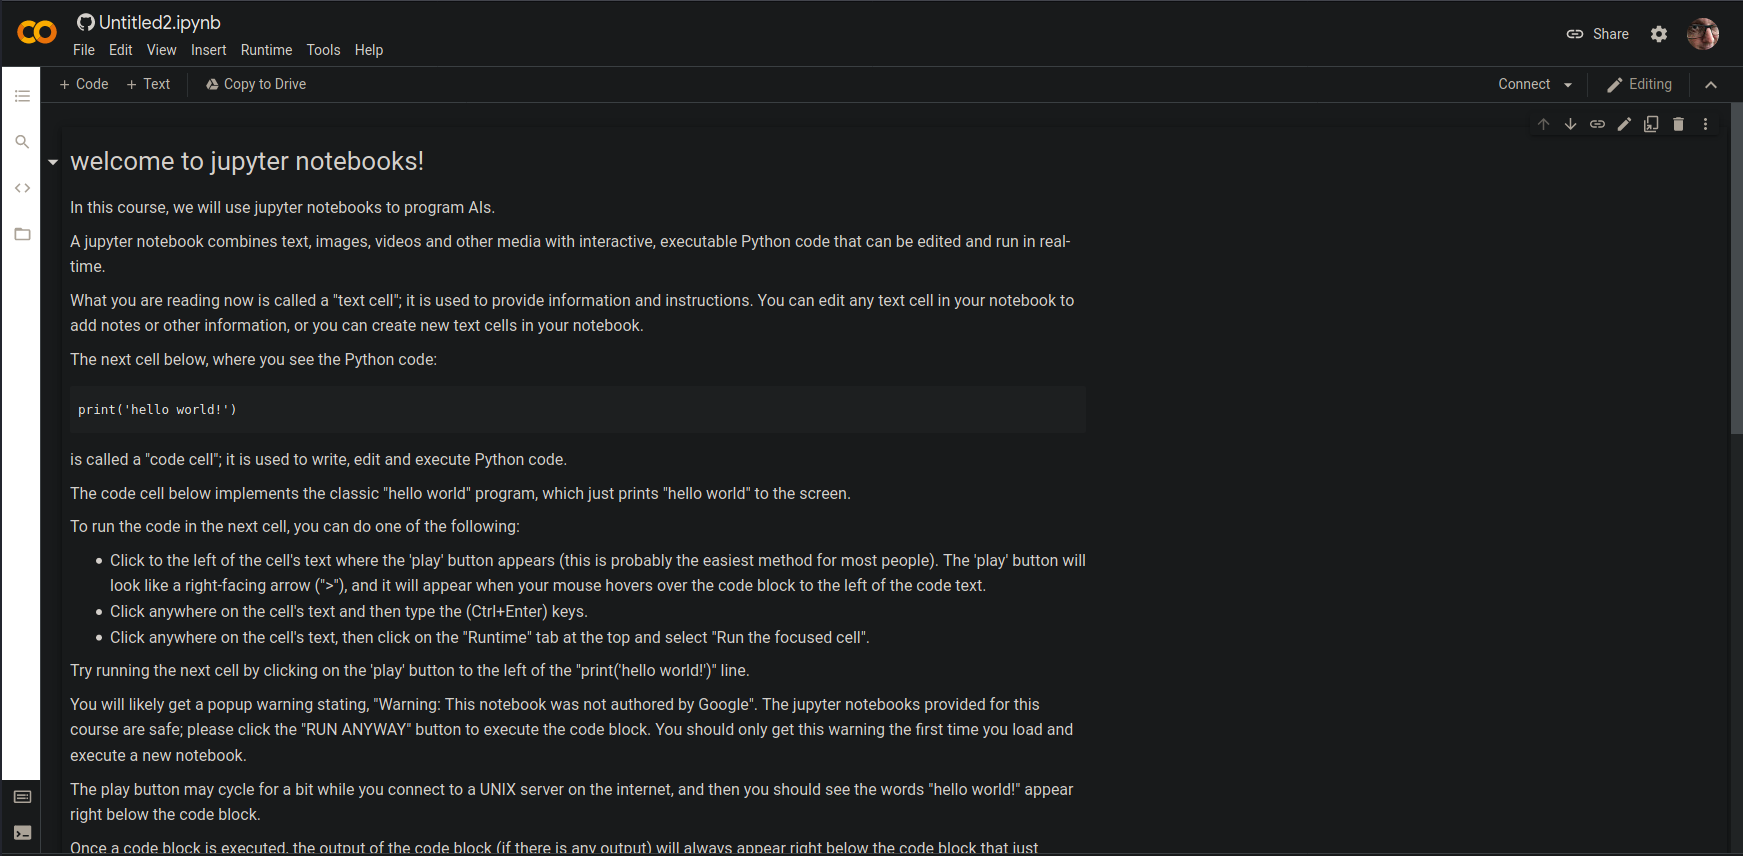 Untitled2.ipynb
File Edit View Insert Runtime Tools Help
Share
+ Code + Text Copy to Drive
Connect Editing
welcome to jupyter notebooks!
In this course, we will use jupyter notebooks to program AIs.
A jupyter notebook combines text, images, videos and other media with interactive, executable Python code that can be edited and run in real-
time.
What you are reading now is called a "text cell"; it is used to provide information and instructions. You can edit any text cell in your notebook to
add notes or other information, or you can create new text cells in your notebook.
The next cell below, where you see the Python code:
print('hello world!')
is called a "code cell"; it is used to write, edit and execute Python code.
The code cell below implements the classic "hello world" program, which just prints "hello world" to the screen.
To run the code in the next cell, you can do one of the following:
• Click to the left of the cell's text where the 'play' button appears (this is probably the easiest method for most people). The 'play' button will
look like a right-facing arrow (">"), and it will appear when your mouse hovers over the code block to the left of the code text.
• Click anywhere on the cell's text and then type the (Ctrl+Enter) keys.
• Click anywhere on the cell's text, then click on the "Runtime" tab at the top and select "Run the focused cell".
Try running the next cell by clicking on the 'play' button to the left of the "print('hello world!')" line.
You will likely get a popup warning stating, "Warning: This notebook was not authored by Google". The jupyter notebooks provided for this
course are safe; please click the "RUN ANYWAY" button to execute the code block. You should only get this warning the first time you load and
execute a new notebook.
The play button may cycle for a bit while you connect to a UNIX server on the internet, and then you should see the words "hello world!" appear
right below the code block.
Once a code block is executed, the output of the code block (if there is any output) will always appear right below the code block that just